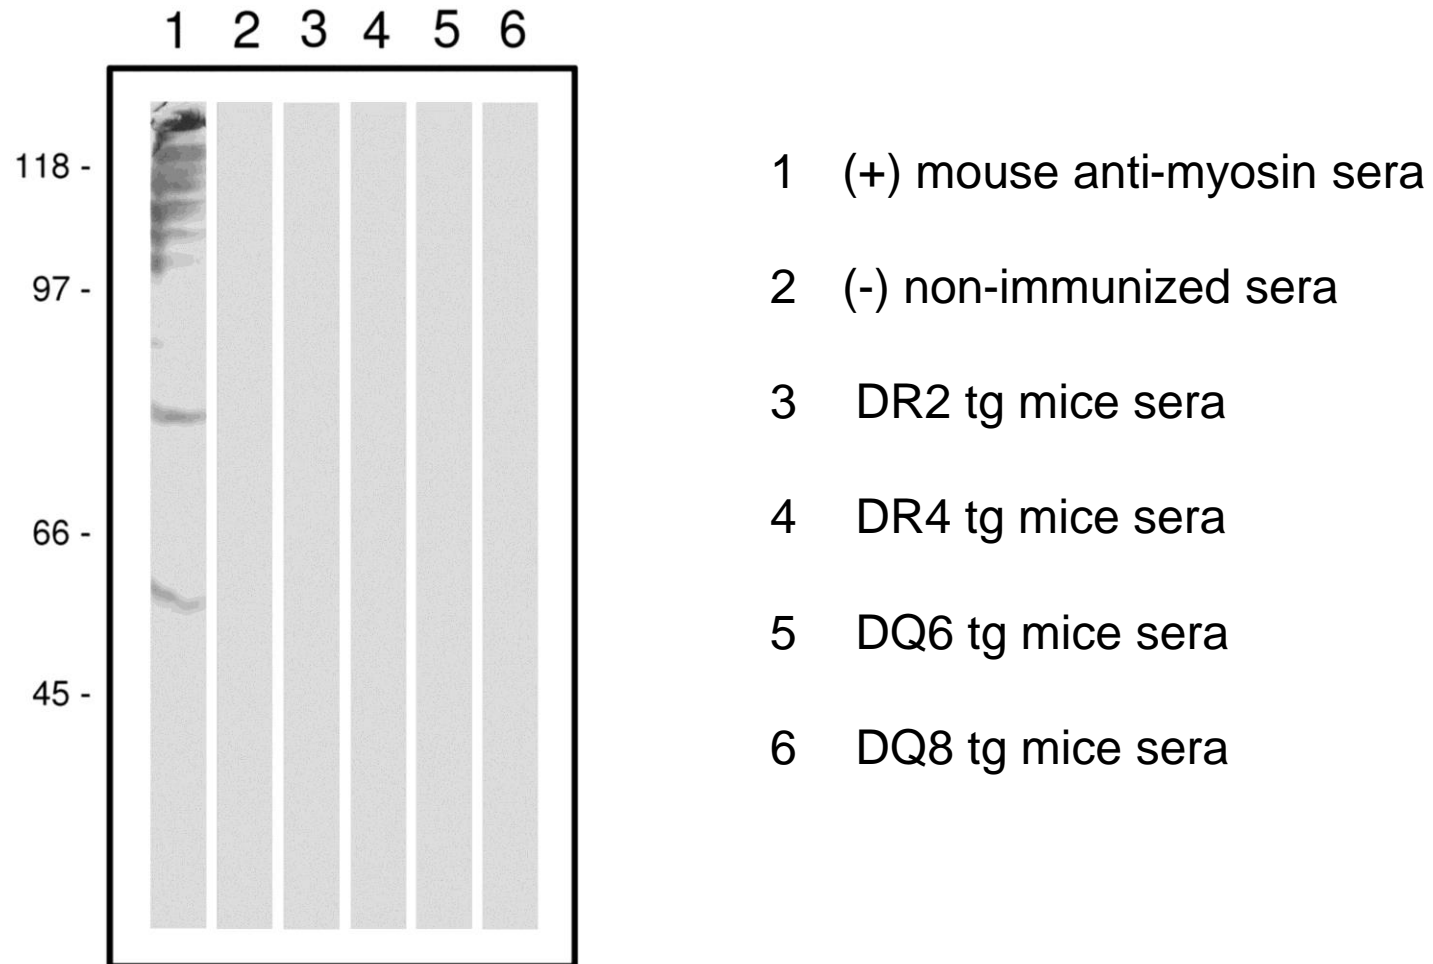 1 2 3 4 5 6
118 -
97 -
66 -
45 -
1 (+) mouse anti-myosin sera
2 (-) non-immunized sera
3 DR2 tg mice sera
4 DR4 tg mice sera
5 DQ6 tg mice sera
6 DQ8 tg mice sera